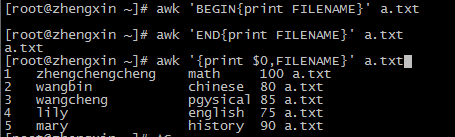 [root@zhengxin ~]# awk 'BEGIN{print FILENAME}' a.txt
[root@zhengxin ~]# awk 'END{print FILENAME}' a.txt
a.txt
[root@zhengxin ~]# awk '{print $0,FILENAME}' a.txt
1 zhengchengcheng math 100 a.txt
2 wangbin chinese 80 a.txt
3 wangcheng pgysical 85 a.txt
4 lily english 75 a.txt
5 mary history 90 a.txt